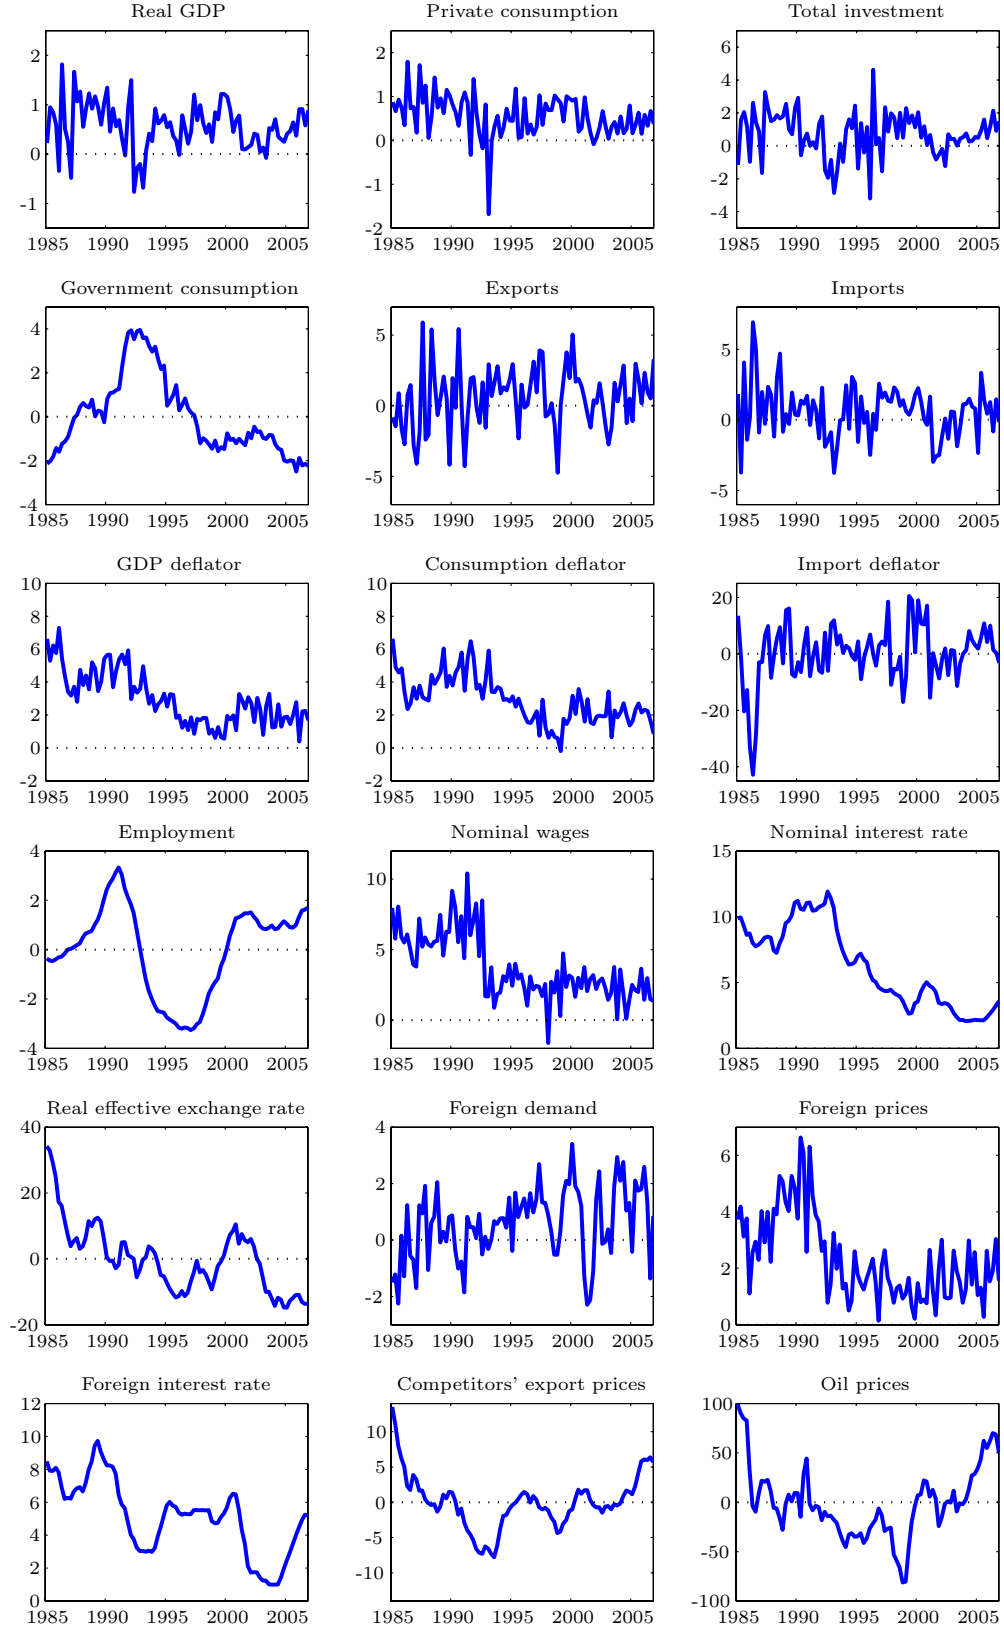 Real GDP
Private consumption
Total investment
2
1
0
-1
1985 1990 1995 2000 2005
2
1
0
-1
-2
1985 1990 1995 2000 2005
6
4
2
0
-2
-4
1985 1990 1995 2000 2005
Government consumption
Exports
Imports
4
2
0
-2
-4
1985 1990 1995 2000 2005
5
0
-5
1985 1990 1995 2000 2005
5
0
-5
1985 1990 1995 2000 2005
GDP deflator
Consumption deflator
Import deflator
10
8
6
4
2
0
-2
1985 1990 1995 2000 2005
10
8
6
4
2
0
-2
1985 1990 1995 2000 2005
20
0
-20
-40
1985 1990 1995 2000 2005
Employment
Nominal wages
Nominal interest rate
4
2
0
-2
-4
1985 1990 1995 2000 2005
10
5
0
1985 1990 1995 2000 2005
15
10
5
0
1985 1990 1995 2000 2005
Real effective exchange rate
Foreign demand
Foreign prices
40
20
0
-20
1985 1990 1995 2000 2005
4
2
0
-2
1985 1990 1995 2000 2005
6
4
2
0
1985 1990 1995 2000 2005
Foreign interest rate
Competitors’ export prices
Oil prices
12
10
8
6
4
2
0
1985 1990 1995 2000 2005
10
5
0
-5
-10
1985 1990 1995 2000 2005
100
50
0
-50
-100
1985 1990 1995 2000 2005